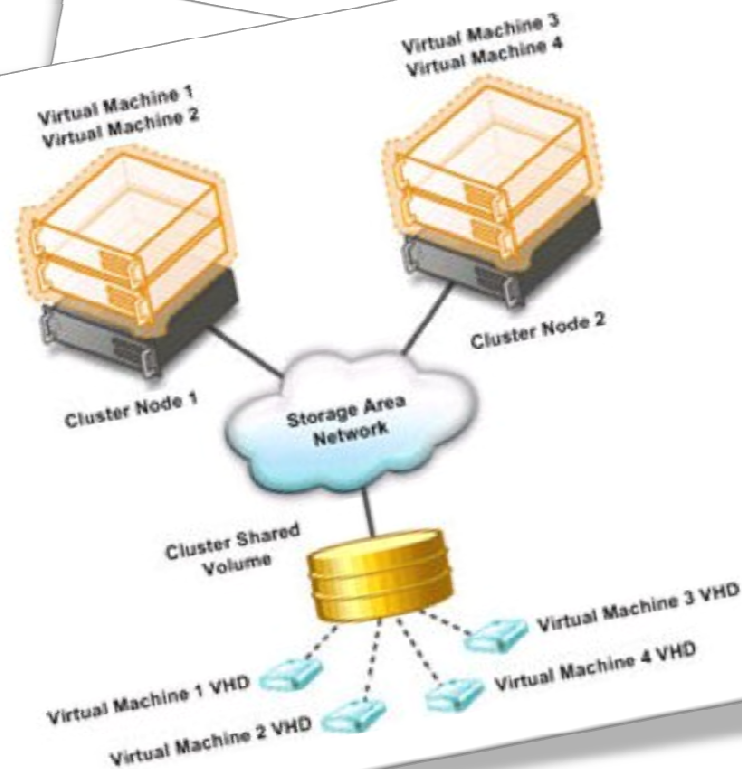 Virtual Machine 1
Virtual Machine 2
Virtual Machine 3
Virtual Machine 4
Cluster Node 1
Cluster Node 2
Storage Area
Network
Cluster Shared
Volume
Virtual Machine 1 VHD
Virtual Machine 2 VHD
Virtual Machine 3 VHD
Virtual Machine 4 VHD